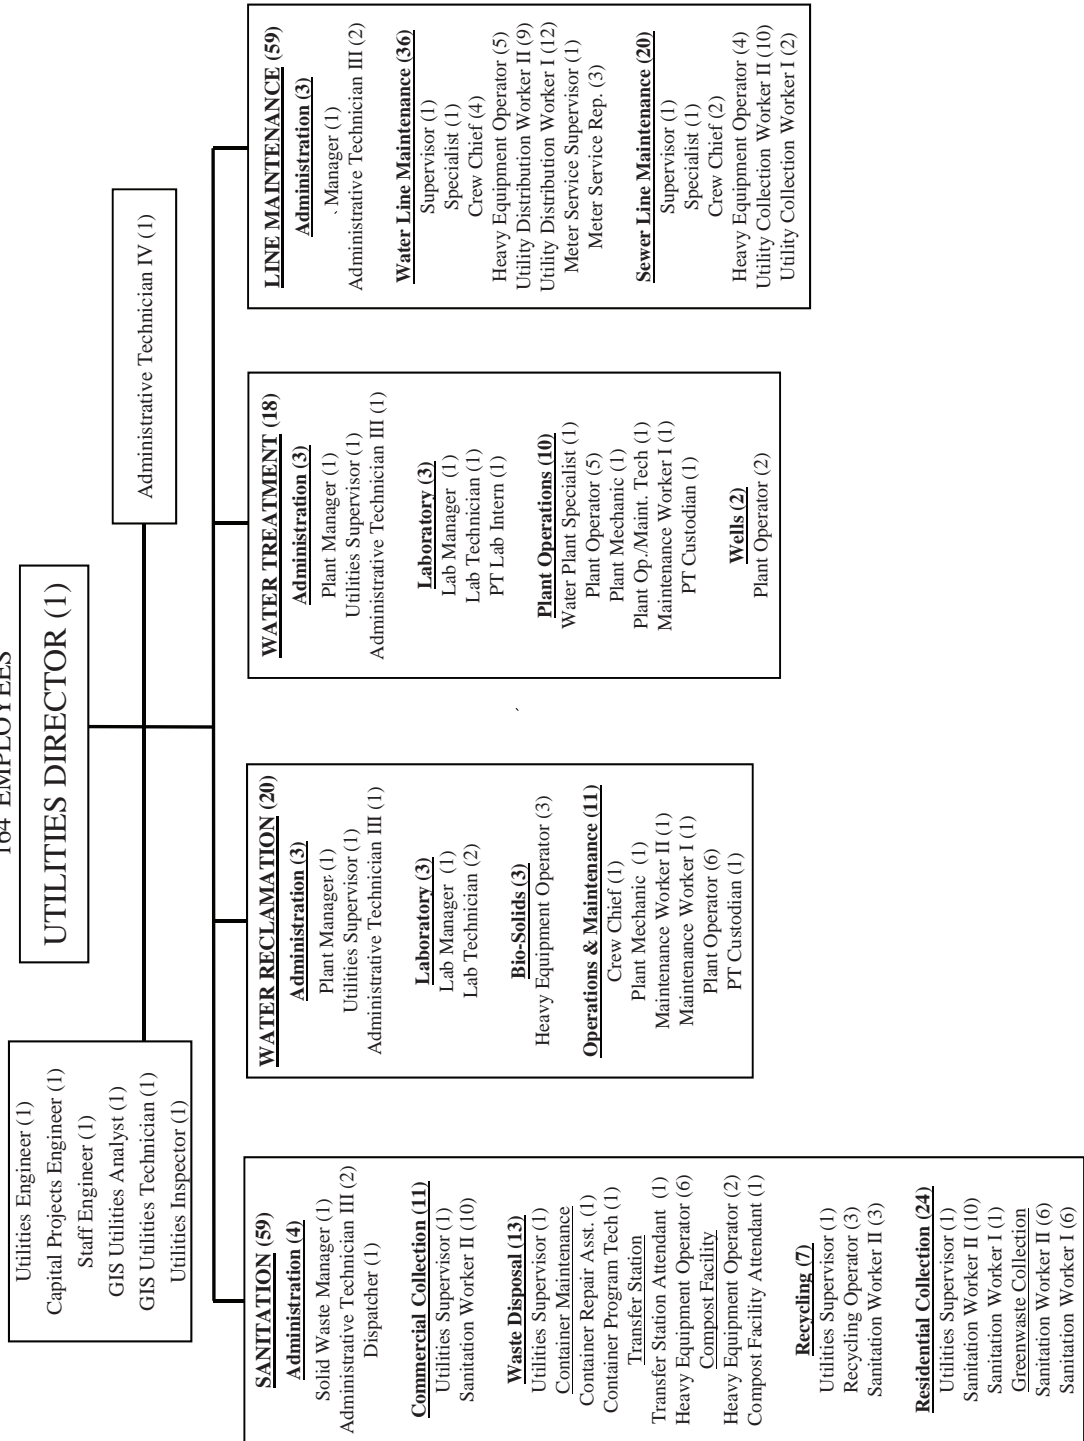 164 EMPLOYEES
UTILITIES DIRECTOR (1)
Utilities Engineer (1)
Capital Projects Engineer (1)
Staff Engineer (1)
GIS Utilities Analyst (1)
GIS Utilities Technician (1)
Utilities Inspector (1)
Administrative Technician IV (1)
SANITATION (59)
Administration (4)
Solid Waste Manager (1)
Administrative Technician III (2)
Dispatcher (1)
Commercial Collection (11)
Utilities Supervisor (1)
Sanitation Worker II (10)
Waste Disposal (13)
Utilities Supervisor (1)
Container Maintenance
Container Repair Asst. (1)
Container Program Tech (1)
Transfer Station
Transfer Station Attendant (1)
Heavy Equipment Operator (6)
Compost Facility
Heavy Equipment Operator (2)
Compost Facility Attendant (1)
Recycling (7)
Utilities Supervisor (1)
Recycling Operator (3)
Sanitation Worker II (3)
Residential Collection (24)
Utilities Supervisor (1)
Sanitation Worker II (10)
Sanitation Worker I (1)
Greenwaste Collection
Sanitation Worker II (6)
Sanitation Worker I (6)
WATER RECLAMATION (20)
Administration (3)
Plant Manager (1)
Utilities Supervisor (1)
Administrative Technician III (1)
Laboratory (3)
Lab Manager (1)
Lab Technician (2)
Bio-Solids (3)
Heavy Equipment Operator (3)
Operations & Maintenance (11)
Crew Chief (1)
Plant Mechanic (1)
Maintenance Worker II (1)
Maintenance Worker I (1)
Plant Operator (6)
PT Custodian (1)
WATER TREATMENT (18)
Administration (3)
Plant Manager (1)
Utilities Supervisor (1)
Administrative Technician III (1)
Laboratory (3)
Lab Manager (1)
Lab Technician (1)
PT Lab Intern (1)
Plant Operations (10)
Water Plant Specialist (1)
Plant Operator (5)
Plant Mechanic (1)
Plant Op./Maint. Tech (1)
Maintenance Worker I (1)
PT Custodian (1)
Wells (2)
Plant Operator (2)
LINE MAINTENANCE (59)
Administration (3)
Manager (1)
Administrative Technician III (2)
Water Line Maintenance (36)
Supervisor (1)
Specialist (1)
Crew Chief (4)
Heavy Equipment Operator (5)
Utility Distribution Worker II (9)
Utility Distribution Worker I (12)
Meter Service Supervisor (1)
Meter Service Rep. (3)
Sewer Line Maintenance (20)
Supervisor (1)
Specialist (1)
Crew Chief (2)
Heavy Equipment Operator (4)
Utility Collection Worker II (10)
Utility Collection Worker I (2)